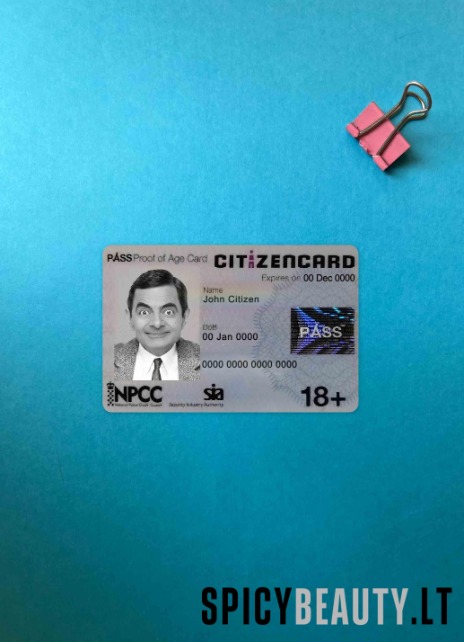 PASS Proof of Age Card CITiZENCARD
Expires on 00 Dec 0000
Name
John Citizen
DoB
00 Jan 0000
PASS
0000 0000 0000 0000
NPCC sia 18+
National Police Chiefs' Council Security Industry Authority
SPICYBEAUTY.LT